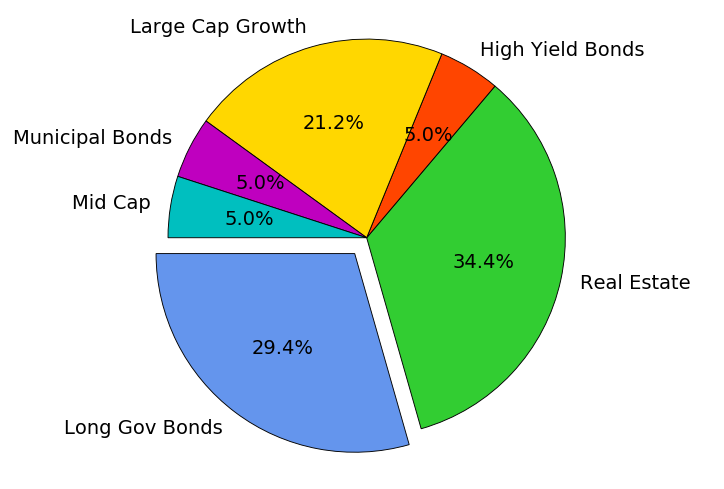 Large Cap Growth
High Yield Bonds
21.2%
5.0%
Municipal Bonds
5.0%
Mid Cap
5.0%
34.4%
Real Estate
29.4%
Long Gov Bonds